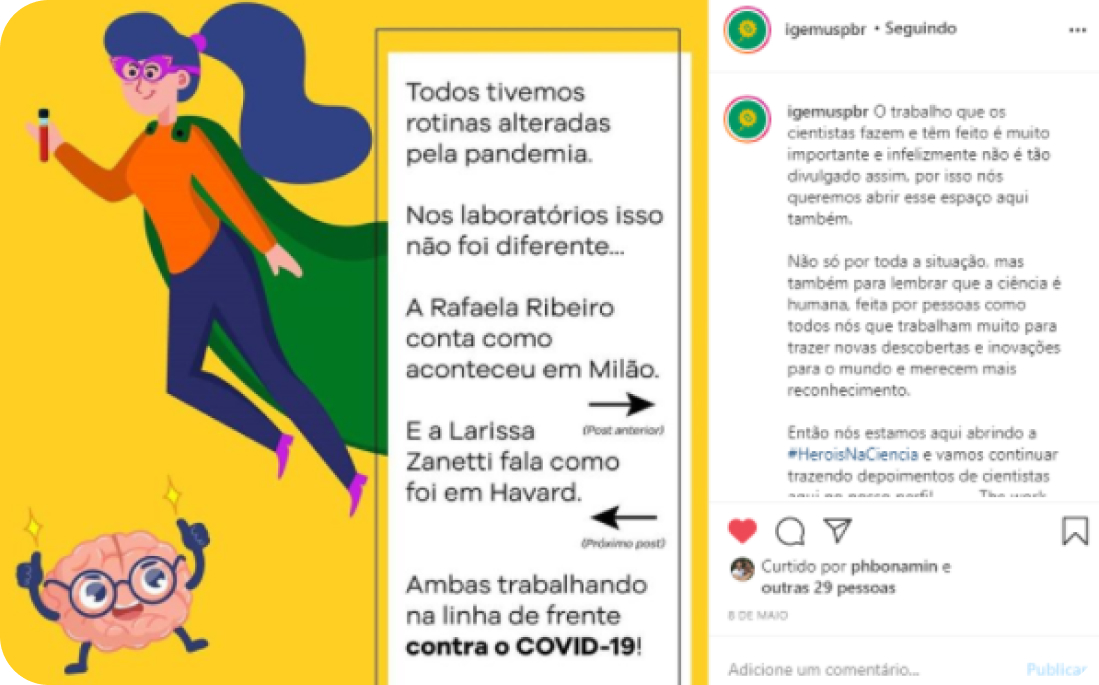 Todos tivemos
rotinas alteradas
pela pandemia.
Nos laboratórios isso
não foi diferente...
A Rafaela Ribeiro
conta como
aconteceu em Milão.
(Post anterior)
E a Larissa
Zanetti fala como
foi em Havard.
(Próximo post)
Ambas trabalhando
na linha de frente
contra o COVID-19!
igemuspbr • Seguindo
igemuspbr O trabalho que os
cientistas fazem e têm feito é muito
importante e infelizmente não é tão
divulgado assim, por isso nós
queremos abrir esse espaço aqui
também.
Não só por toda a situação, mas
também para lembrar que a ciência é
humana, feita por pessoas como
todos nós que trabalham muito para
trazer novas descobertas e inovações
para o mundo e merecem mais
reconhecimento.
Então nós estamos aqui abrindo a
#HeroisNaCiencia e vamos continuar
trazendo depoimentos de cientistas
aqui no nosso perfil The work
Curtido por phbonamin e
outras 29 pessoas
8 DE MAIO
Adicione um comentário...
Publicar